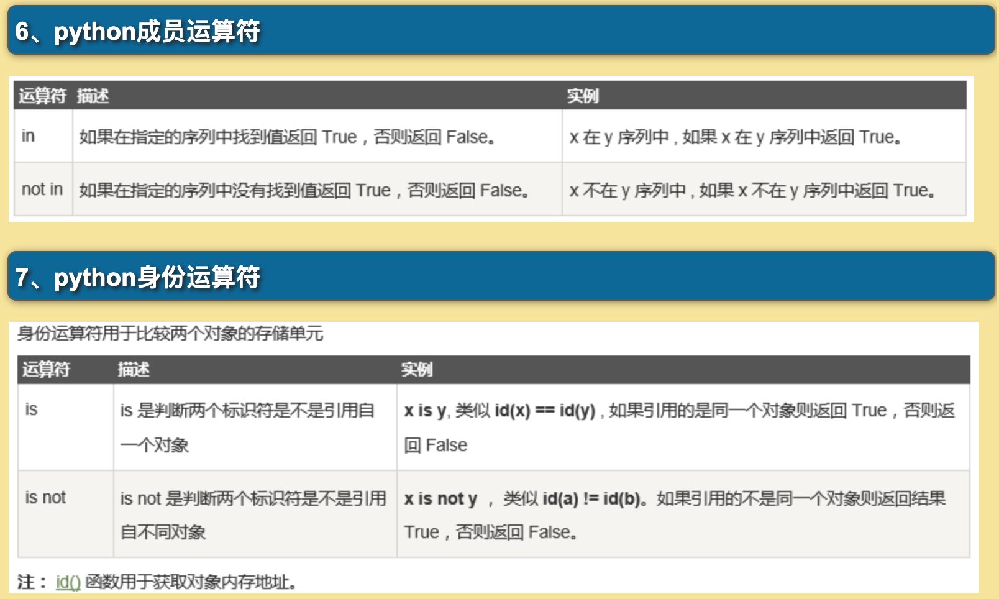 6、python成员运算符
运算符 描述 实例
in 如果在指定的序列中找到值返回 True，否则返回 False。 x 在 y 序列中 , 如果 x 在 y 序列中返回 True。
not in 如果在指定的序列中没有找到值返回 True，否则返回 False。 x 不在 y 序列中 , 如果 x 不在 y 序列中返回 True。
7、python身份运算符
身份运算符用于比较两个对象的存储单元
运算符 描述 实例
is is 是判断两个标识符是不是引用自 x is y, 类似 id(x) == id(y) , 如果引用的是同一个对象则返回 True，否则返
一个对象 回 False
is not is not 是判断两个标识符是不是引用 x is not y ， 类似 id(a) != id(b)。如果引用的不是同一个对象则返回结果
自不同对象 True，否则返回 False。
注： id() 函数用于获取对象内存地址。